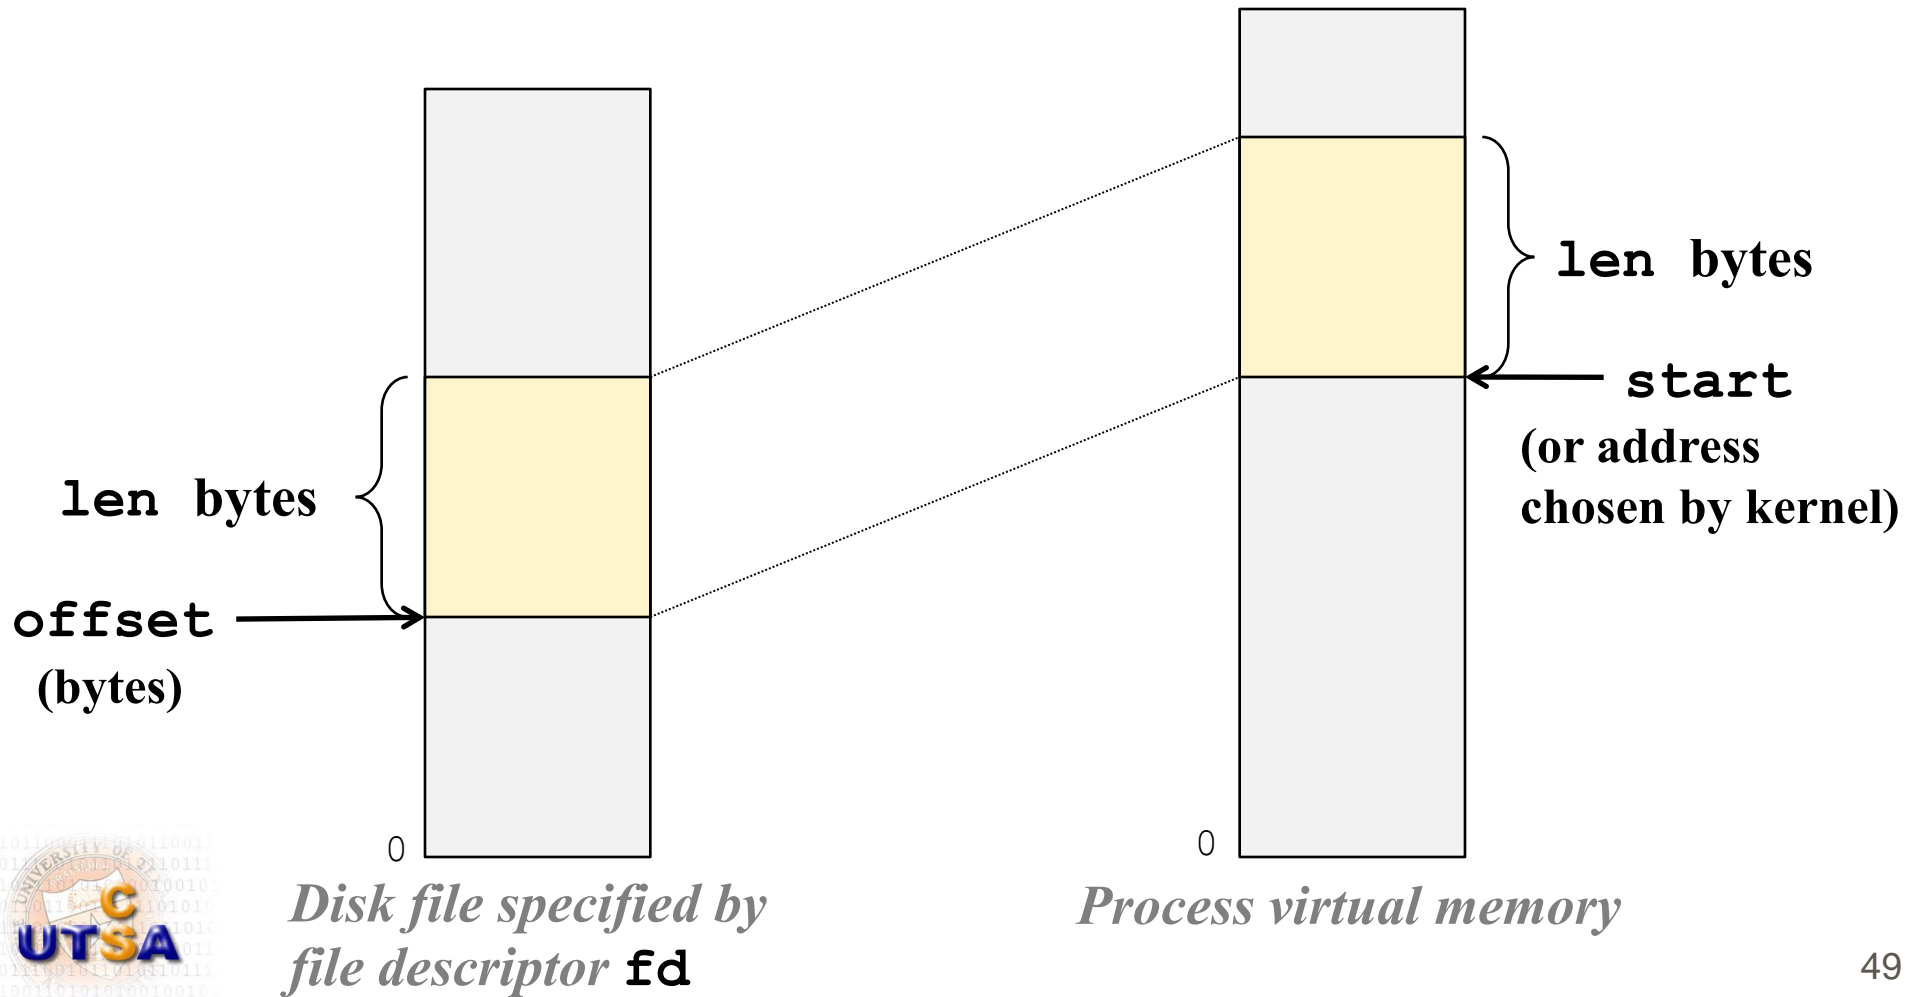 len bytes
start
(or address
chosen by kernel)
len bytes
offset
(bytes)
0
0
Disk file specified by
file descriptor fd
Process virtual memory
UTSA
CS
49